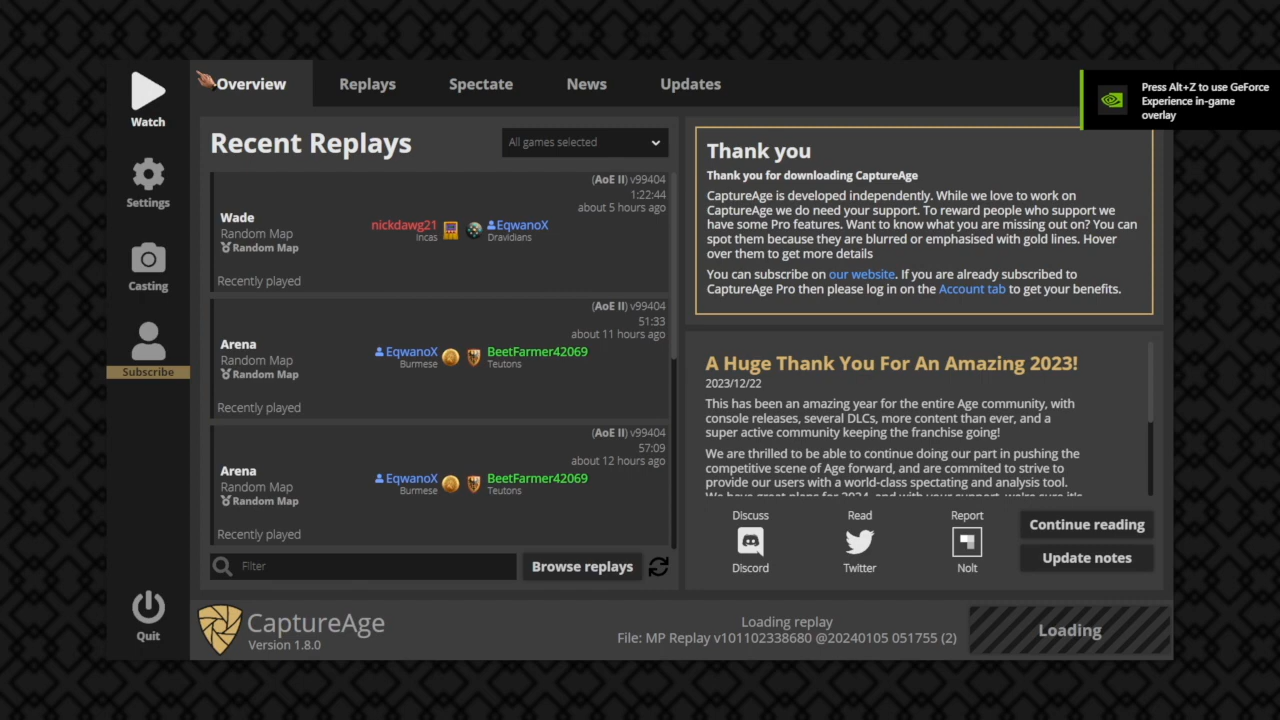 Watch
Settings
Casting
Subscribe
Quit
Overview
Replays
Spectate
News
Updates
Press Alt+Z to use GeForce
Experience in-game
overlay
Recent Replays
All games selected
(AoE II) v99404
1:22:44
about 5 hours ago
Wade
Random Map
Random Map
nickdawg21
Incas
EqwanoX
Dravidians
Recently played
(AoE II) v99404
51:33
about 11 hours ago
Arena
Random Map
Random Map
EqwanoX
Burmese
BeetFarmer42069
Teutons
Recently played
(AoE II) v99404
57:09
about 12 hours ago
Arena
Random Map
Random Map
EqwanoX
Burmese
BeetFarmer42069
Teutons
Recently played
Filter
Browse replays
Thank you
Thank you for downloading CaptureAge
CaptureAge is developed independently. While we love to work on
CaptureAge we do need your support. To reward people who support we
have some Pro features. Want to know what you are missing out on? You can
spot them because they are blurred or emphasised with gold lines. Hover
over them to get more details
You can subscribe on our website. If you are already subscribed to
CaptureAge Pro then please log in on the Account tab to get your benefits.
A Huge Thank You For An Amazing 2023!
2023/12/22
This has been an amazing year for the entire Age community, with
console releases, several DLCs, more content than ever, and a
super active community keeping the franchise going!
We are thrilled to be able to continue doing our part in pushing the
competitive scene of Age forward, and are commited to strive to
provide our users with a world-class spectating and analysis tool.
We have great plans for 2024, and with your support, we're sure it's
Discuss
Discord
Read
Twitter
Report
Nolt
Continue reading
Update notes
CaptureAge
Version 1.8.0
Loading replay
File: MP Replay v101102338680 @20240105 051755 (2)
Loading